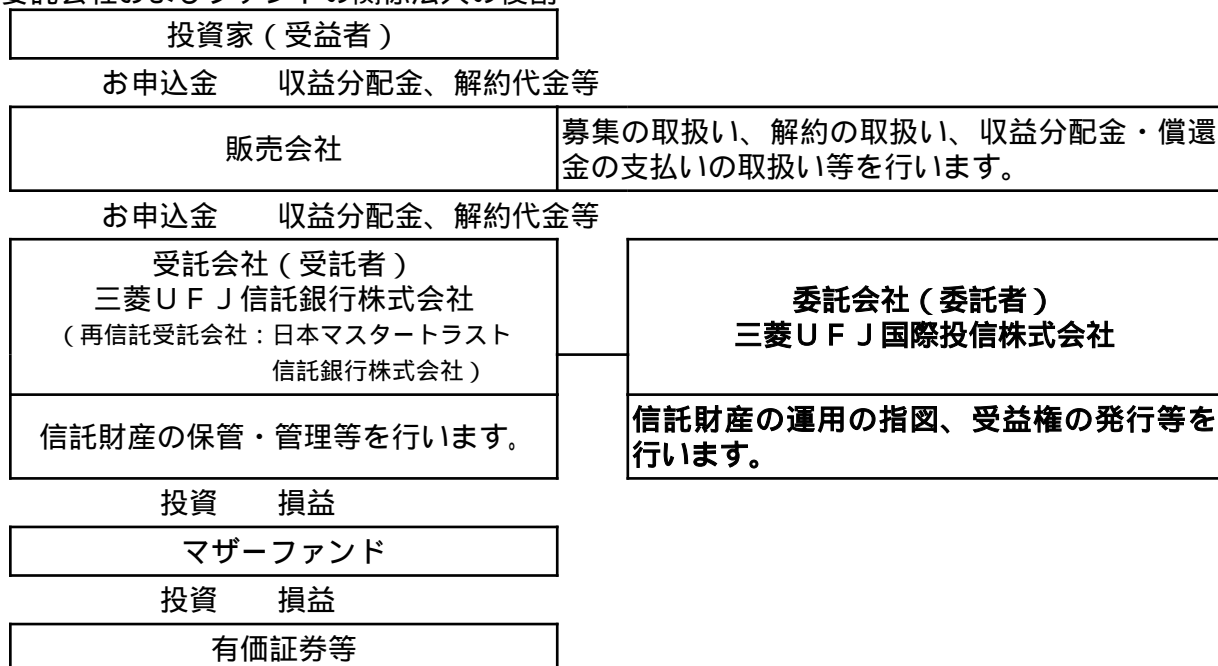 委託会社およびファンドの関係法人の役割
投資家(受益者)
お申込金　収益分配金、解約代金等
販売会社
募集の取扱い、解約の取扱い、収益分配金・償還
金の支払いの取扱い等を行います。
お申込金　収益分配金、解約代金等
受託会社(受託者)
三菱UFJ信託銀行株式会社
(再信託受託会社:日本マスタートラスト
信託銀行株式会社)
委託会社(委託者)
三菱UFJ国際投信株式会社
信託財産の保管・管理等を行います。
信託財産の運用の指図、受益権の発行等を
行います。
投資　損益
マザーファンド
投資　損益
有価証券等